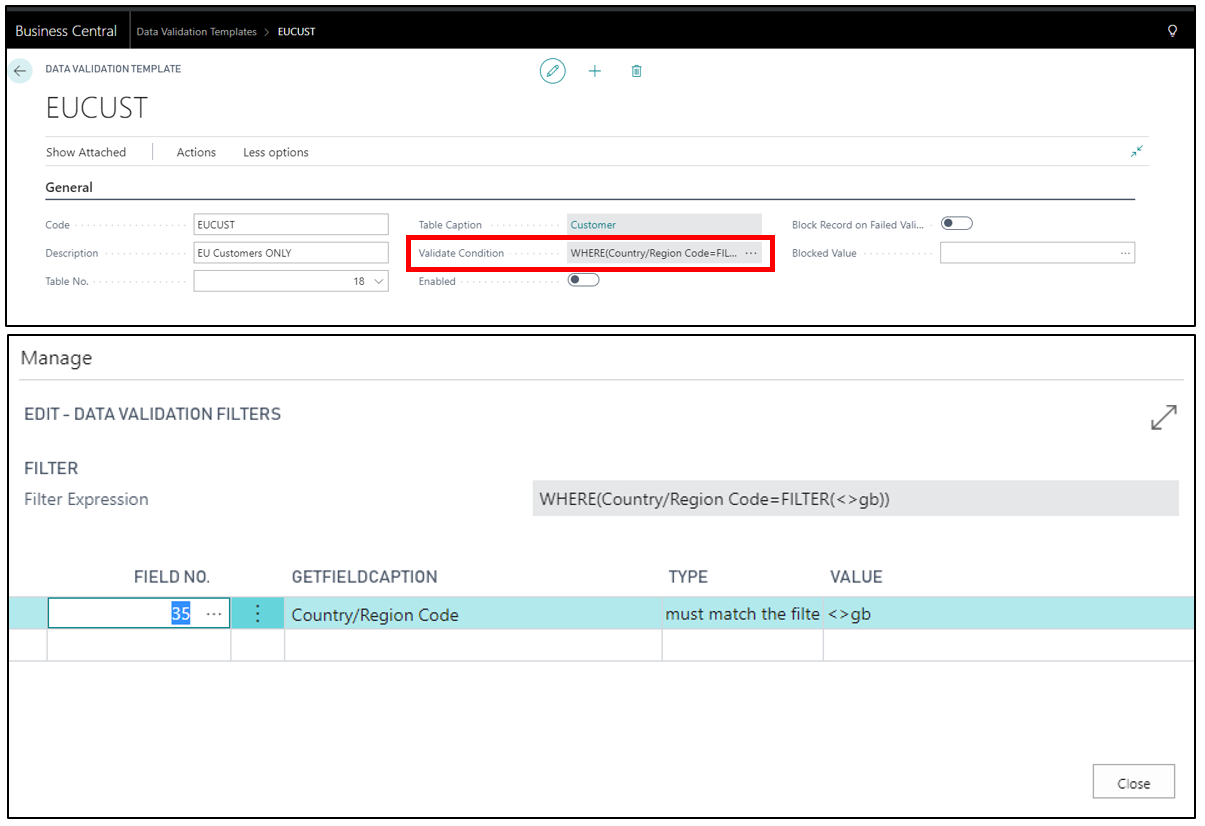 Business Central Data Validation Templates > EUCUST
DATA VALIDATION TEMPLATE
EUCUST
Show Attached Actions Less options
General
Code EUCUST Table Caption Customer Block Record on Failed Vali...
Description EU Customers ONLY Validate Condition WHERE(Country/Region Code=FIL... ... Blocked Value ...
Table No. 18 Enabled
Manage
EDIT - DATA VALIDATION FILTERS
FILTER
Filter Expression WHERE(Country/Region Code=FILTER(<>gb))
FIELD NO. GETFIELDCAPTION TYPE VALUE
35 ... Country/Region Code must match the filte <>gb
Close